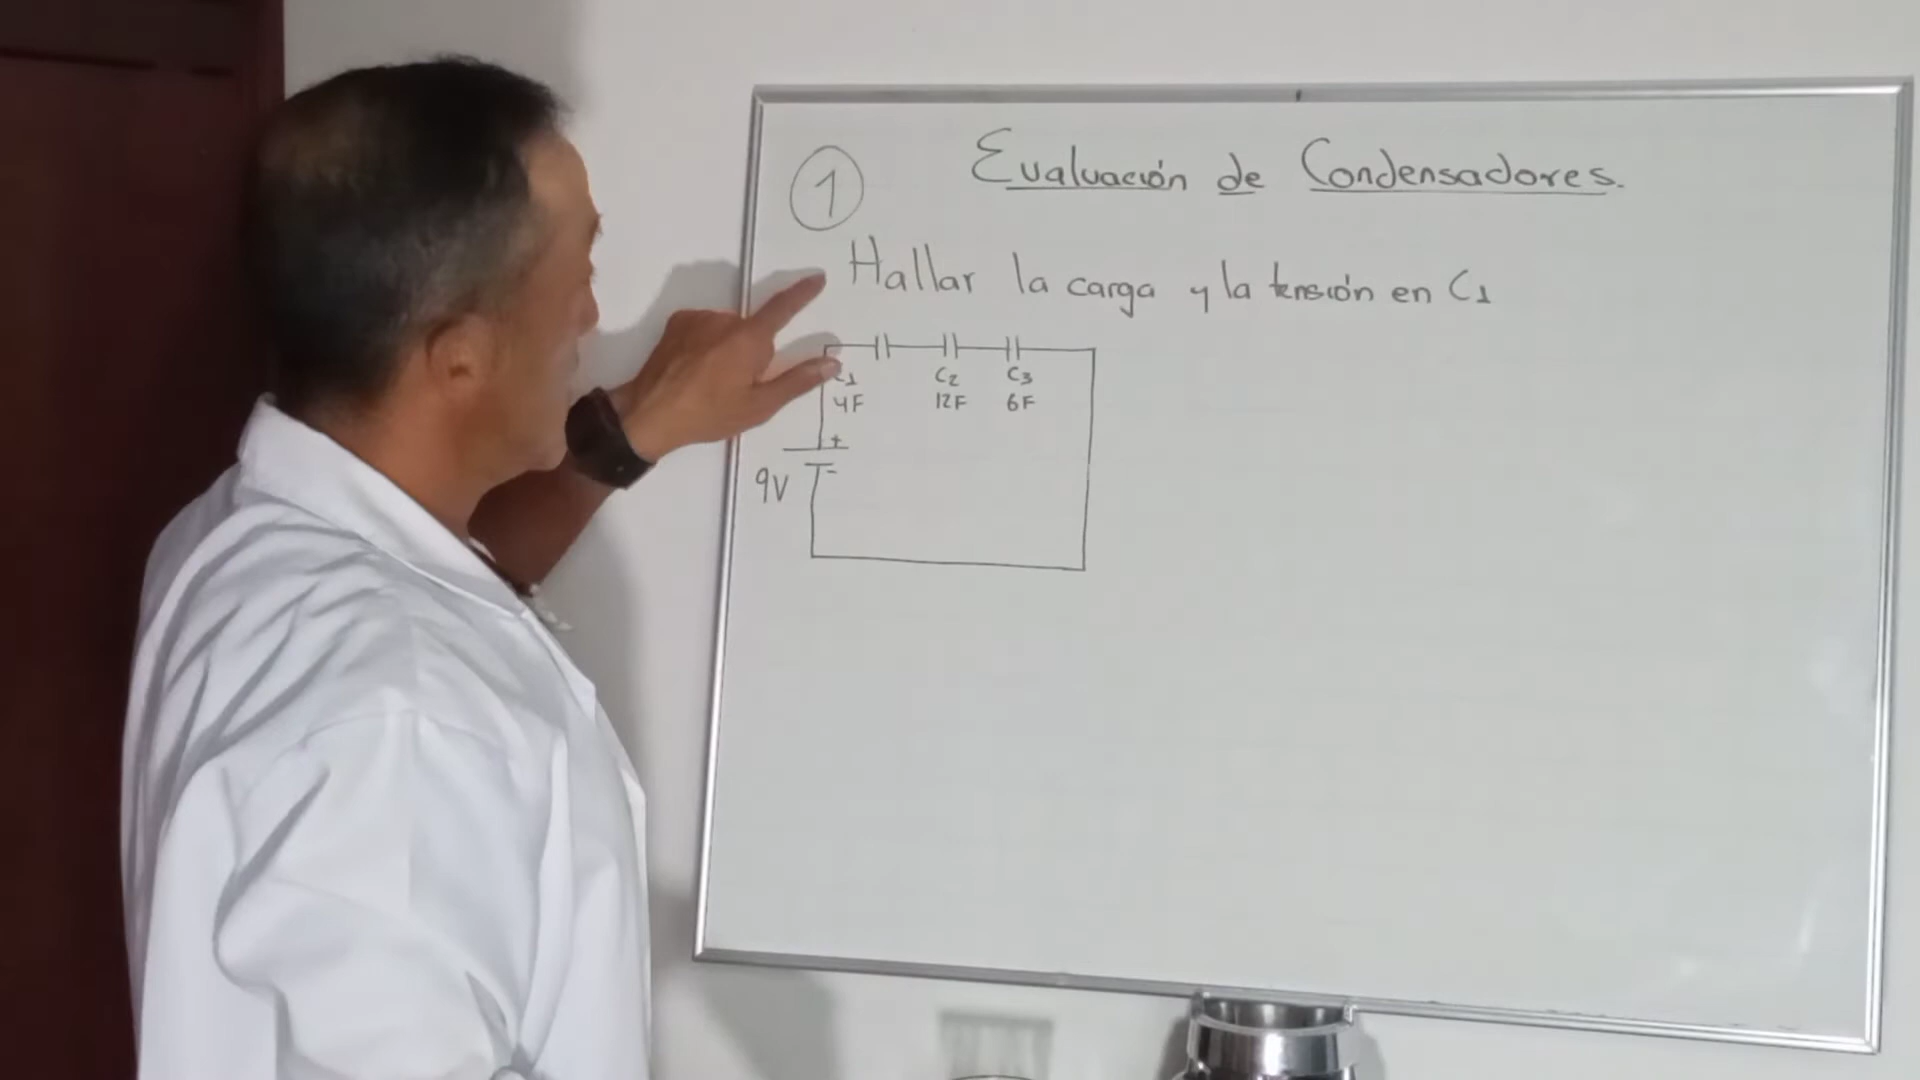 1
Evaluación de Condensadores.
Hallar la carga y la tensión en C1
C1 C2 C3
4F 12F 6F
+
9V -